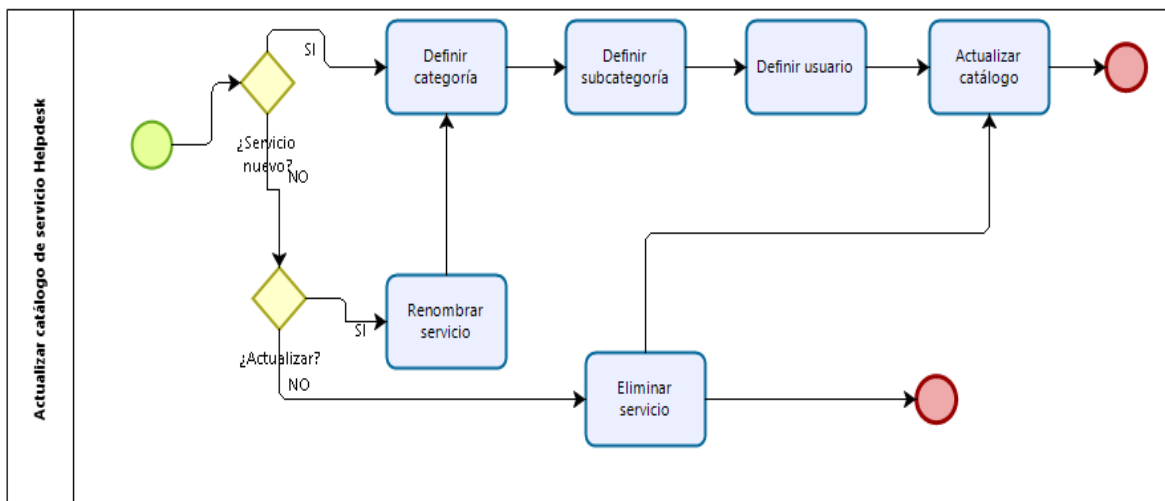 Actualizar catálogo de servicio Helpdesk
SI
Definir
categoría
Definir
subcategoría
Definir usuario
Actualizar
catálogo
¿Servicio
nuevo?
NO
Renombrar
servicio
SI
¿Actualizar?
NO
Eliminar
servicio